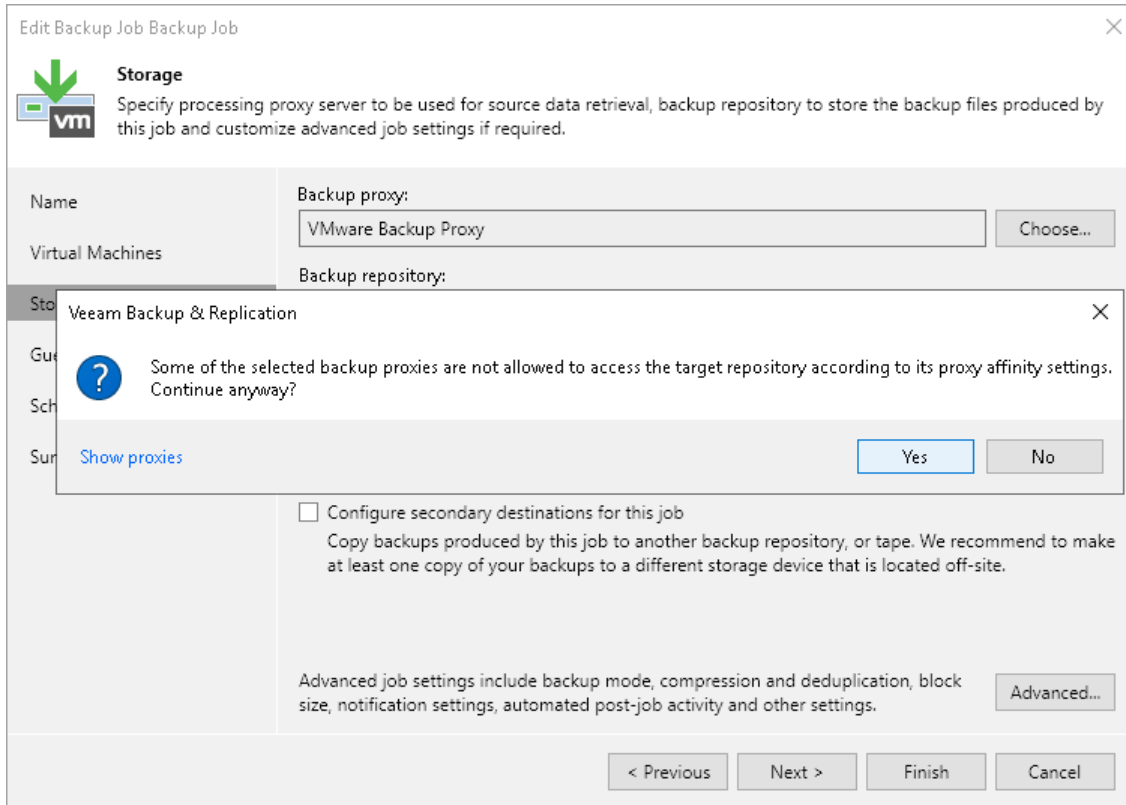 Edit Backup Job Backup Job
Storage
Specify processing proxy server to be used for source data retrieval, backup repository to store the backup files produced by
this job and customize advanced job settings if required.
vm
Name
Virtual Machines
Sto
Gue
Sch
Sur
Backup proxy:
VMware Backup Proxy
Choose...
Backup repository:
Veeam Backup & Replication
Some of the selected backup proxies are not allowed to access the target repository according to its proxy affinity settings.
Continue anyway?
Show proxies
Yes
No
Configure secondary destinations for this job
Copy backups produced by this job to another backup repository, or tape. We recommend to make
at least one copy of your backups to a different storage device that is located off-site.
Advanced job settings include backup mode, compression and deduplication, block
size, notification settings, automated post-job activity and other settings.
Advanced...
< Previous
Next >
Finish
Cancel